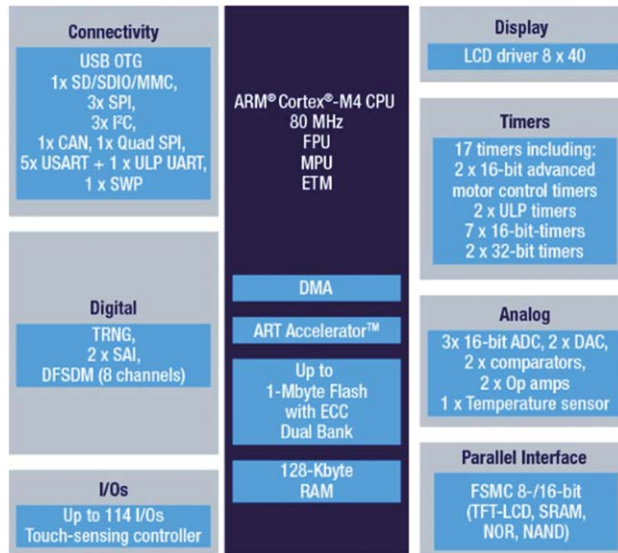 Connectivity
USB OTG
1x SD/SDIO/MMC,
3x SPI,
3x I²C,
1x CAN, 1x Quad SPI,
5x USART + 1 x ULP UART,
1 x SWP
Digital
TRNG,
2 x SAI,
DFSDM (8 channels)
I/Os
Up to 114 I/Os
Touch-sensing controller
ARM® Cortex®-M4 CPU
80 MHz
FPU
MPU
ETM
DMA
ART Accelerator™
Up to
1-Mbyte Flash
with ECC
Dual Bank
128-Kbyte
RAM
Display
LCD driver 8 x 40
Timers
17 timers including:
2 x 16-bit advanced
motor control timers
2 x ULP timers
7 x 16-bit-timers
2 x 32-bit timers
Analog
3x 16-bit ADC, 2 x DAC,
2 x comparators,
2 x Op amps
1 x Temperature sensor
Parallel Interface
FSMC 8-/16-bit
(TFT-LCD, SRAM,
NOR, NAND)